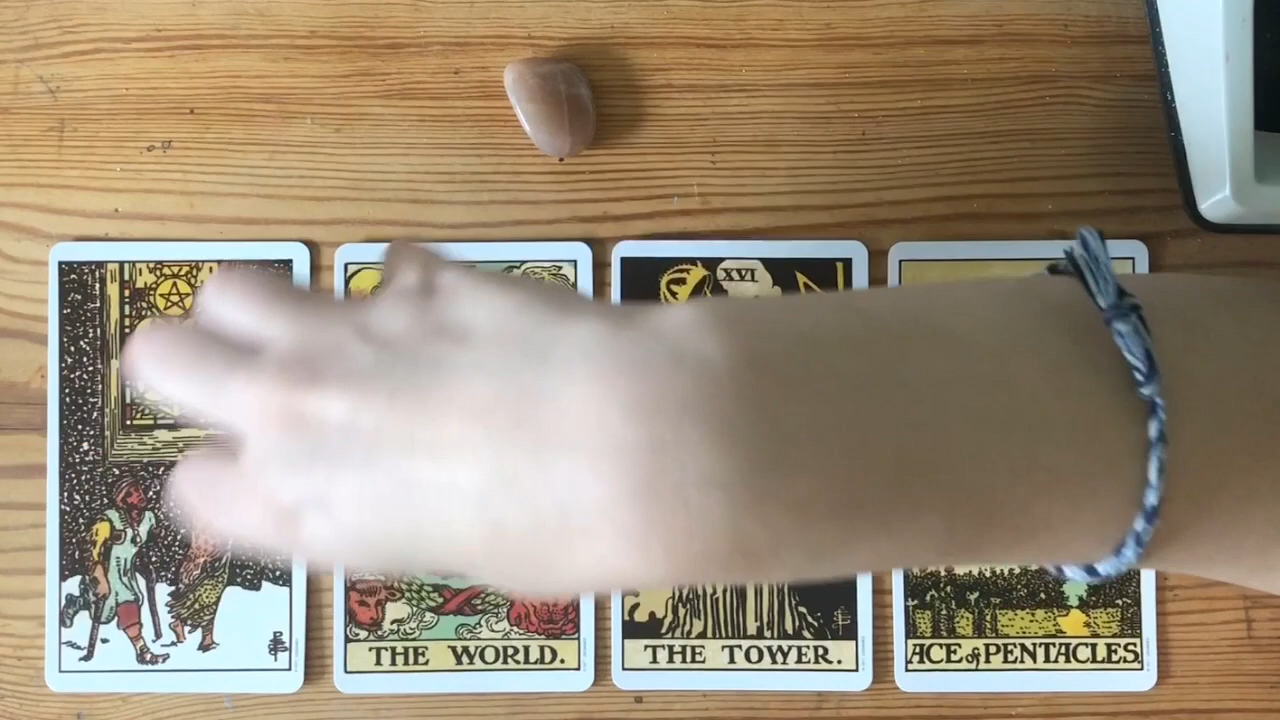 XVI
THE WORLD.
THE TOWER.
ACE of PENTACLES.